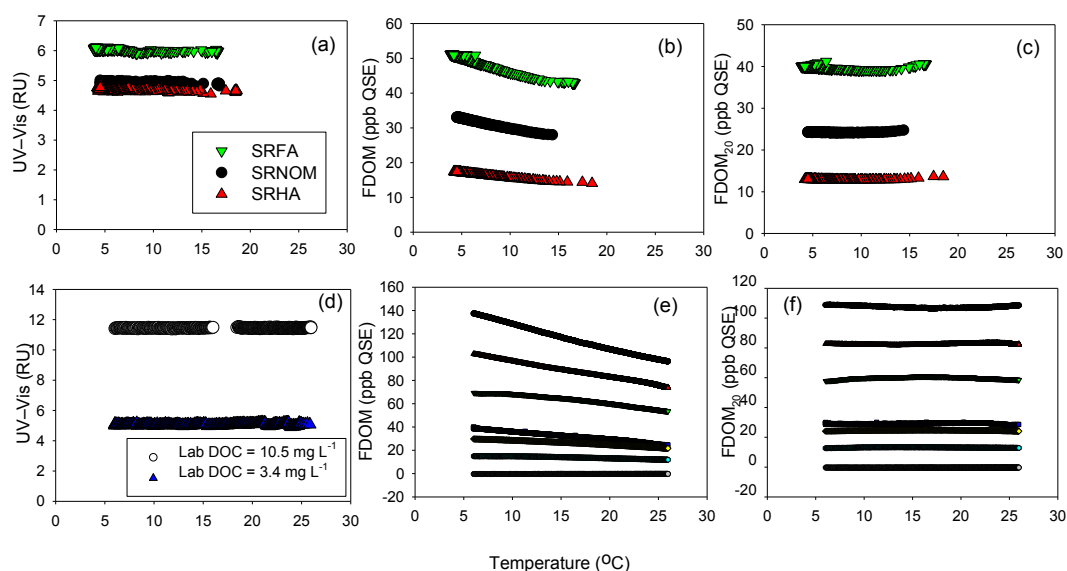 7
6
5
4
3
2
1
0
UV–Vis (RU)
(a)
SRFA
SRNOM
SRHA
0 5 10 15 20 25 30
60
50
40
30
20
10
0
FDOM (ppb QSE)
(b)
0 5 10 15 20 25 30
50
40
30
20
10
0
FDOM20 (ppb QSE)
(c)
0 5 10 15 20 25 30
14
12
10
8
6
4
2
0
UV–Vis (RU)
(d)
Lab DOC = 10.5 mg L-1
Lab DOC = 3.4 mg L-1
0 5 10 15 20 25 30
160
140
120
100
80
60
40
20
0
-20
FDOM (ppb QSE)
(e)
0 5 10 15 20 25 30
120
100
80
60
40
20
0
-20
FDOM20 (ppb QSE)
(f)
0 5 10 15 20 25 30
Temperature (oC)